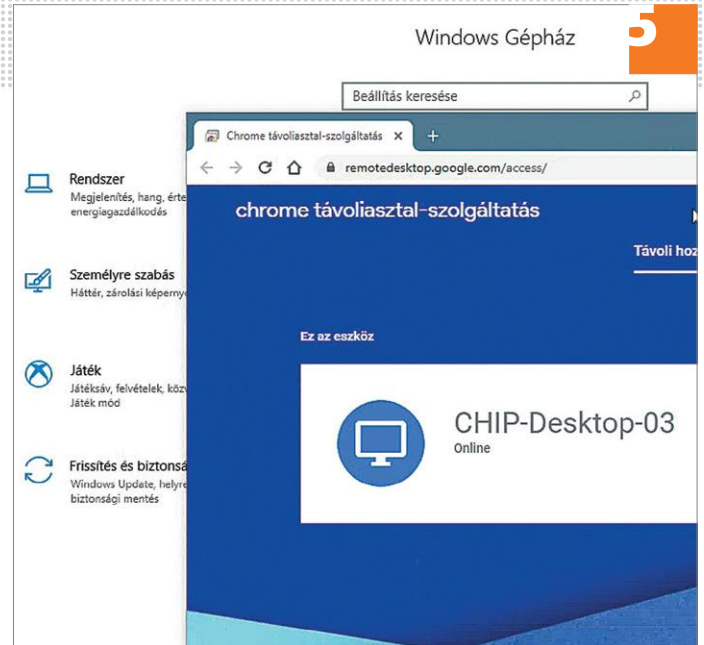 5
Windows Gépház
Beállítás keresése
Chrome távoliasztal-szolgáltatás
remotedesktop.google.com/access/
Rendszer
Megjelenítés, hang, érte
energiagazdálkodás
chrome távoliasztal-szolgáltatás
Távoli hoz
Személyre szabás
Háttér, zárolási képerny
Ez az eszköz
Játék
Játéksáv, felvételek, közv
Játék mód
CHIP-Desktop-03
Online
Frissítés és biztonsá
Windows Update, helyre
biztonsági mentés